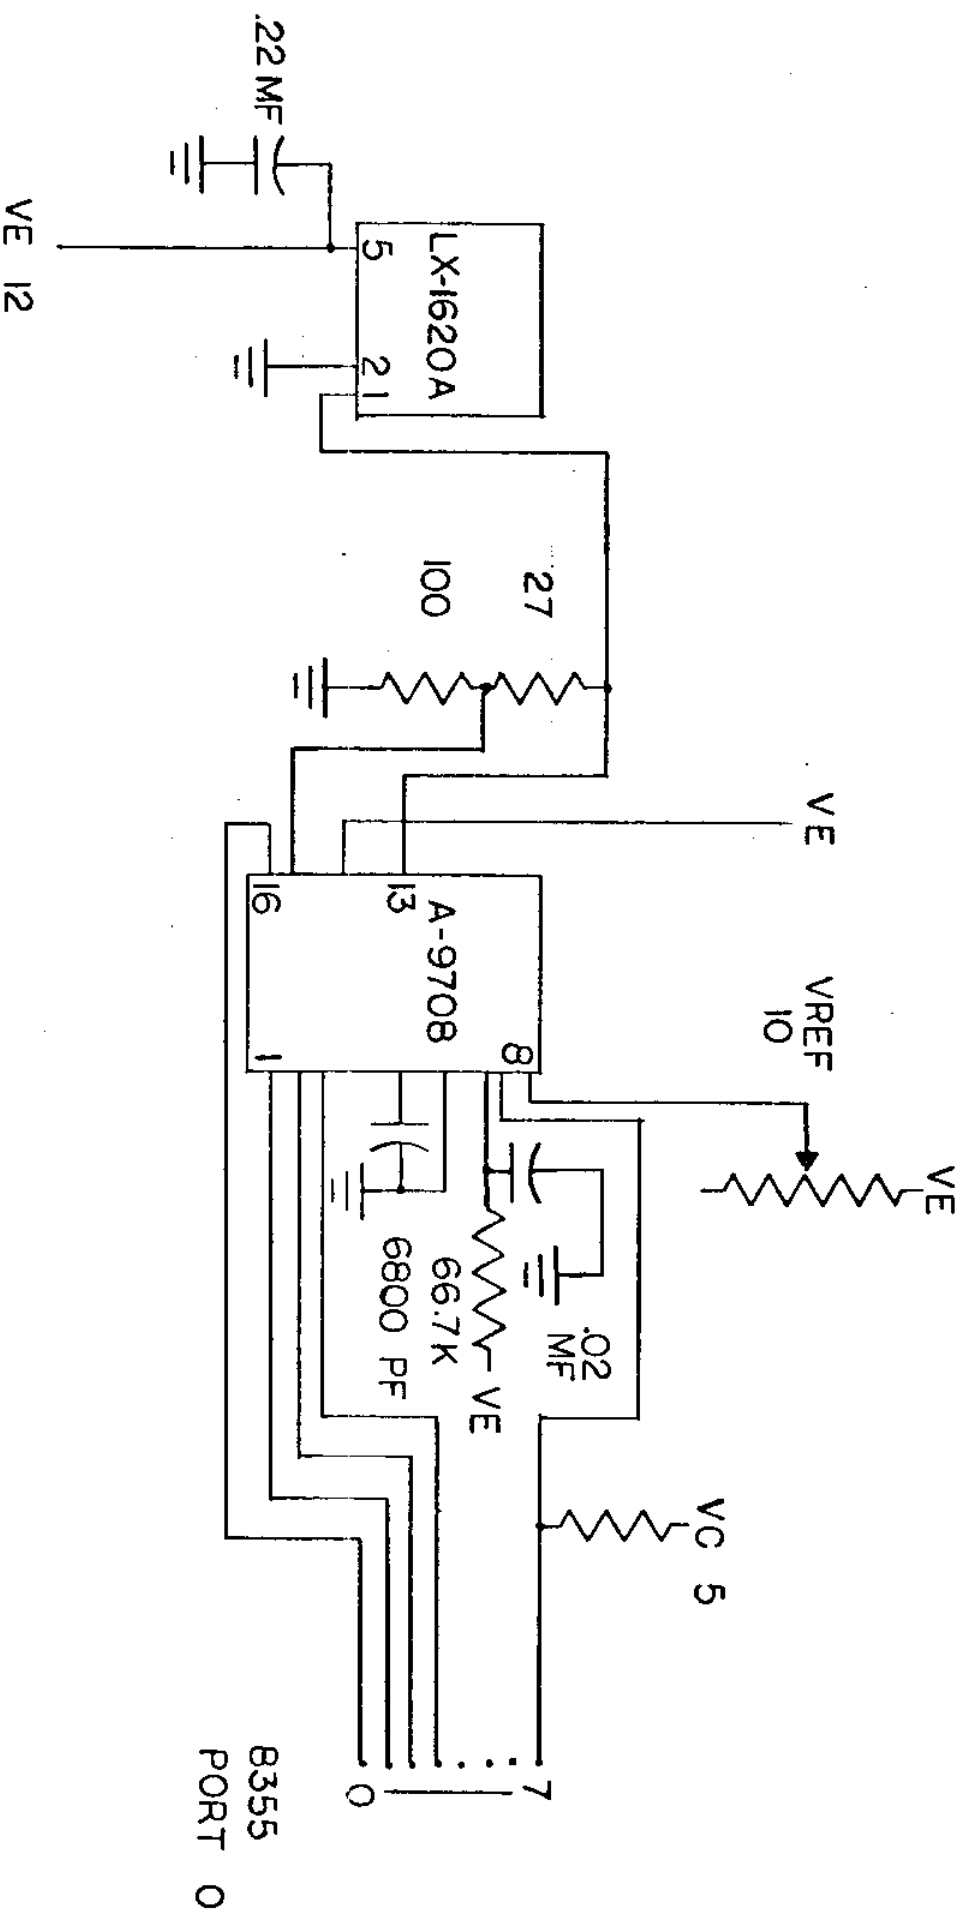 VE
VREF
10
VE
VC 5
27
100
LX-1620A
5
2
1
.22 MF
VE 12
A-9708
13
16
8
1
.02
MF
VE
66.7K
6800 PF
7
0
8355
PORT 0